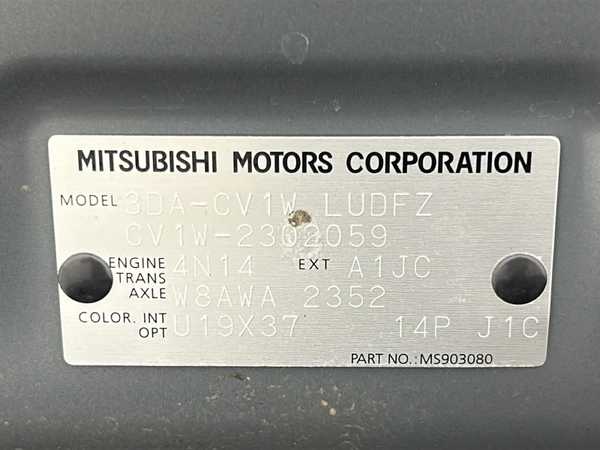 MITSUBISHI MOTORS CORPORATION
MODEL 3DA-CV1W LUDFZ
CV1W-2302059
ENGINE 4N14 EXT A1JC
TRANS AXLE W8AWA 2352
COLOR. INT OPT U19X37 14P J1C
PART NO.: MS903080